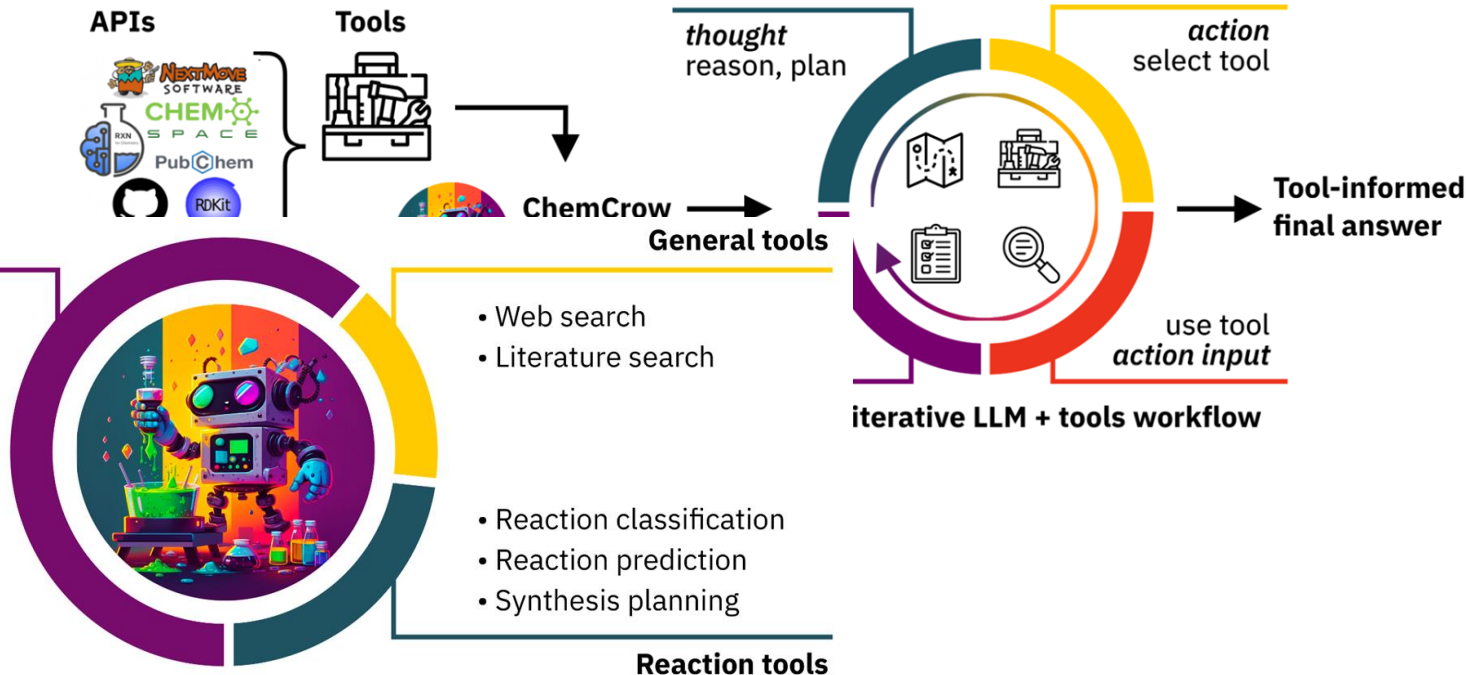 APIs
Tools
NEXTMOVE
SOFTWARE
CHEM
SPACE
RXN
for Chemistry
PubChem
RDKit
ChemCrow
thought
reason, plan
action
select tool
Tool-informed
final answer
use tool
action input
iterative LLM + tools workflow
General tools
• Web search
• Literature search
• Reaction classification
• Reaction prediction
• Synthesis planning
Reaction tools